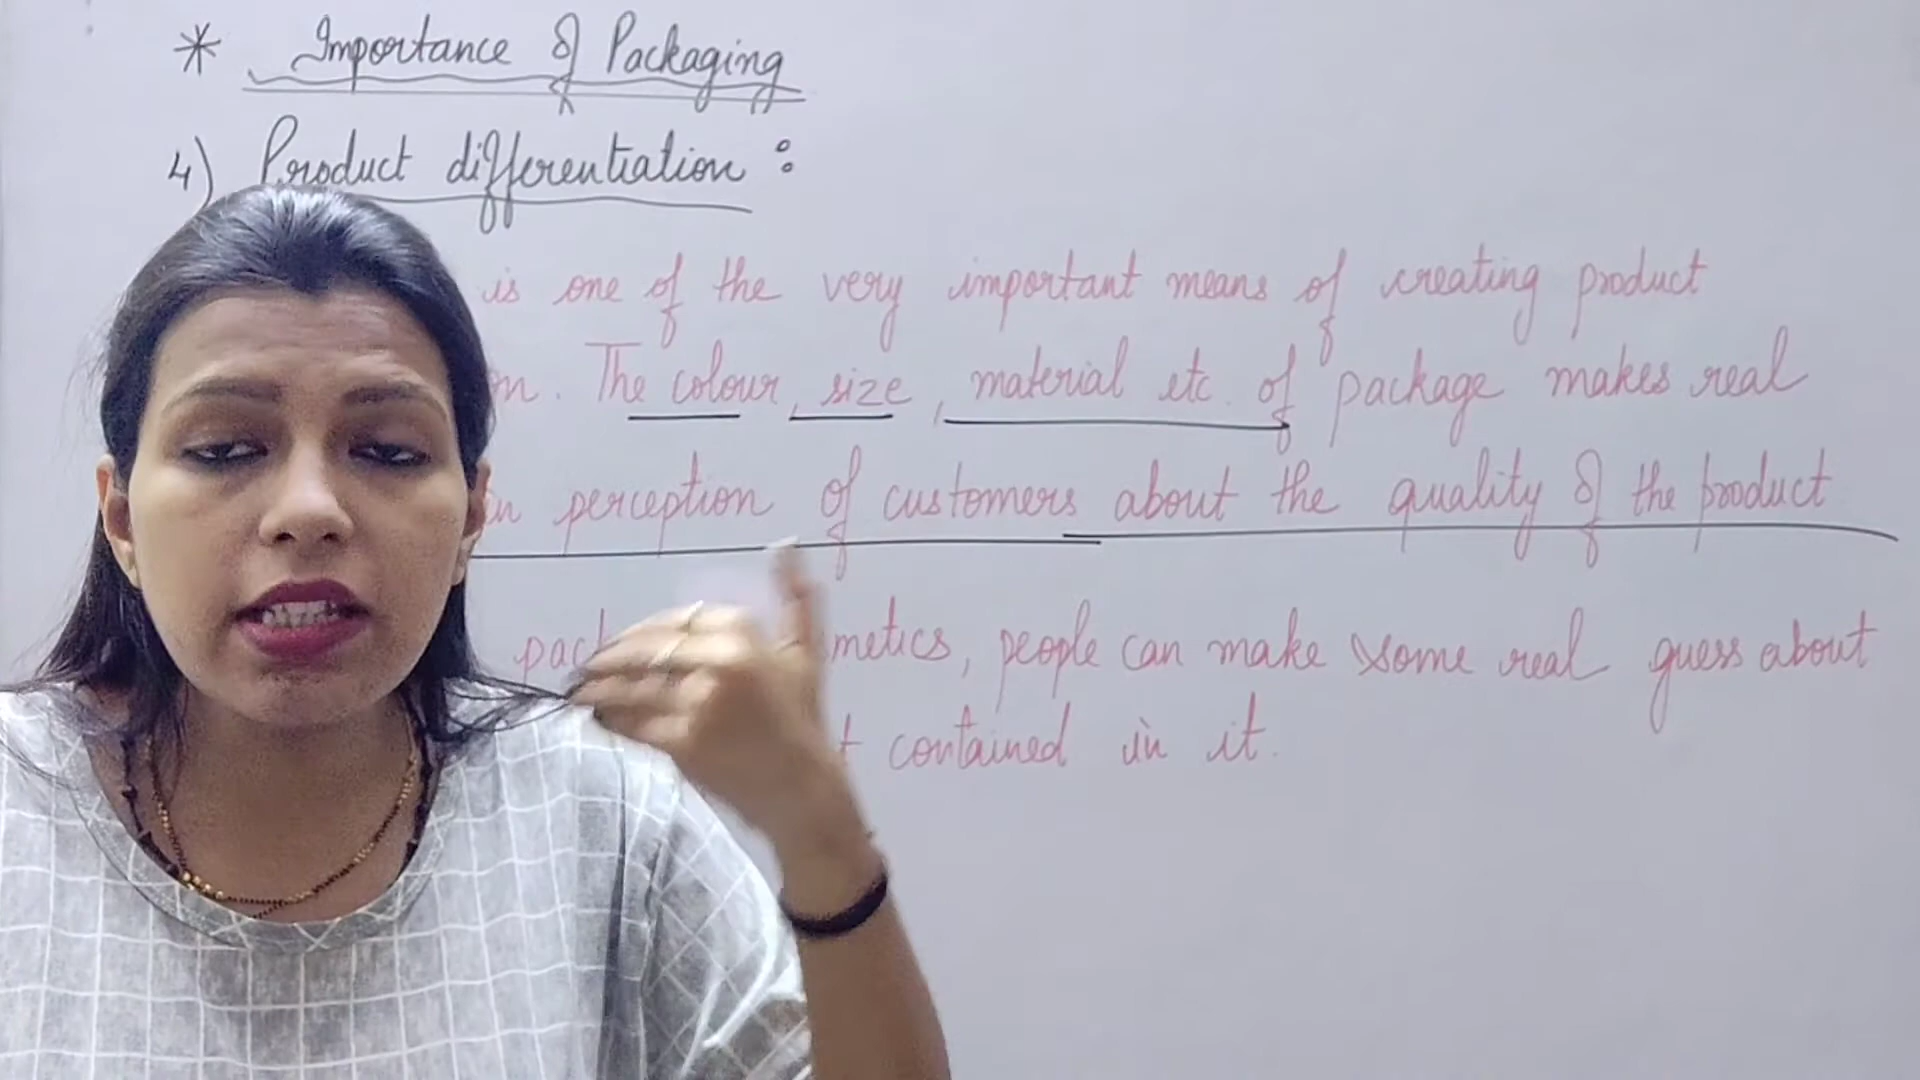 * Importance of Packaging
4) Product differentiation :
is one of the very important means of creating product
The colour, size, material etc. of package makes real
perception of customers about the quality of the product
people can make some real guess about
contained in it.